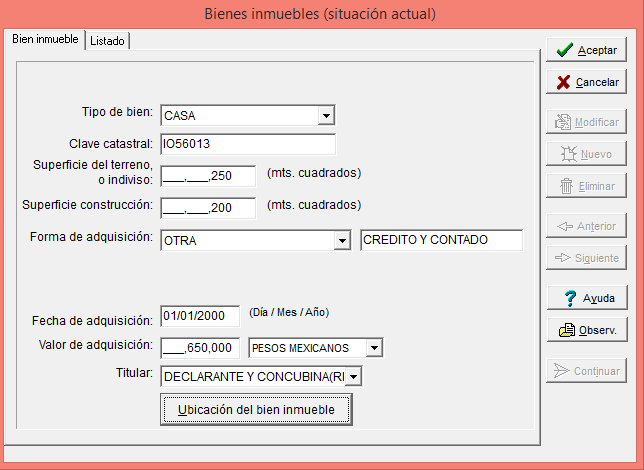 Bienes inmuebles (situación actual)
Bien inmueble Listado
Tipo de bien: CASA
Clave catastral: IO56013
Superficie del terreno,
o indiviso: ___,___,250 (mts. cuadrados)
Superficie construcción: ___,___,200 (mts. cuadrados)
Forma de adquisición: OTRA CREDITO Y CONTADO
Fecha de adquisición: 01/01/2000 (Día / Mes / Año)
Valor de adquisición: ___,650,000 PESOS MEXICANOS
Titular: DECLARANTE Y CONCUBINA(RI
Ubicación del bien inmueble
Aceptar
Cancelar
Modificar
Nuevo
Eliminar
Anterior
Siguiente
Ayuda
Observ.
Continuar